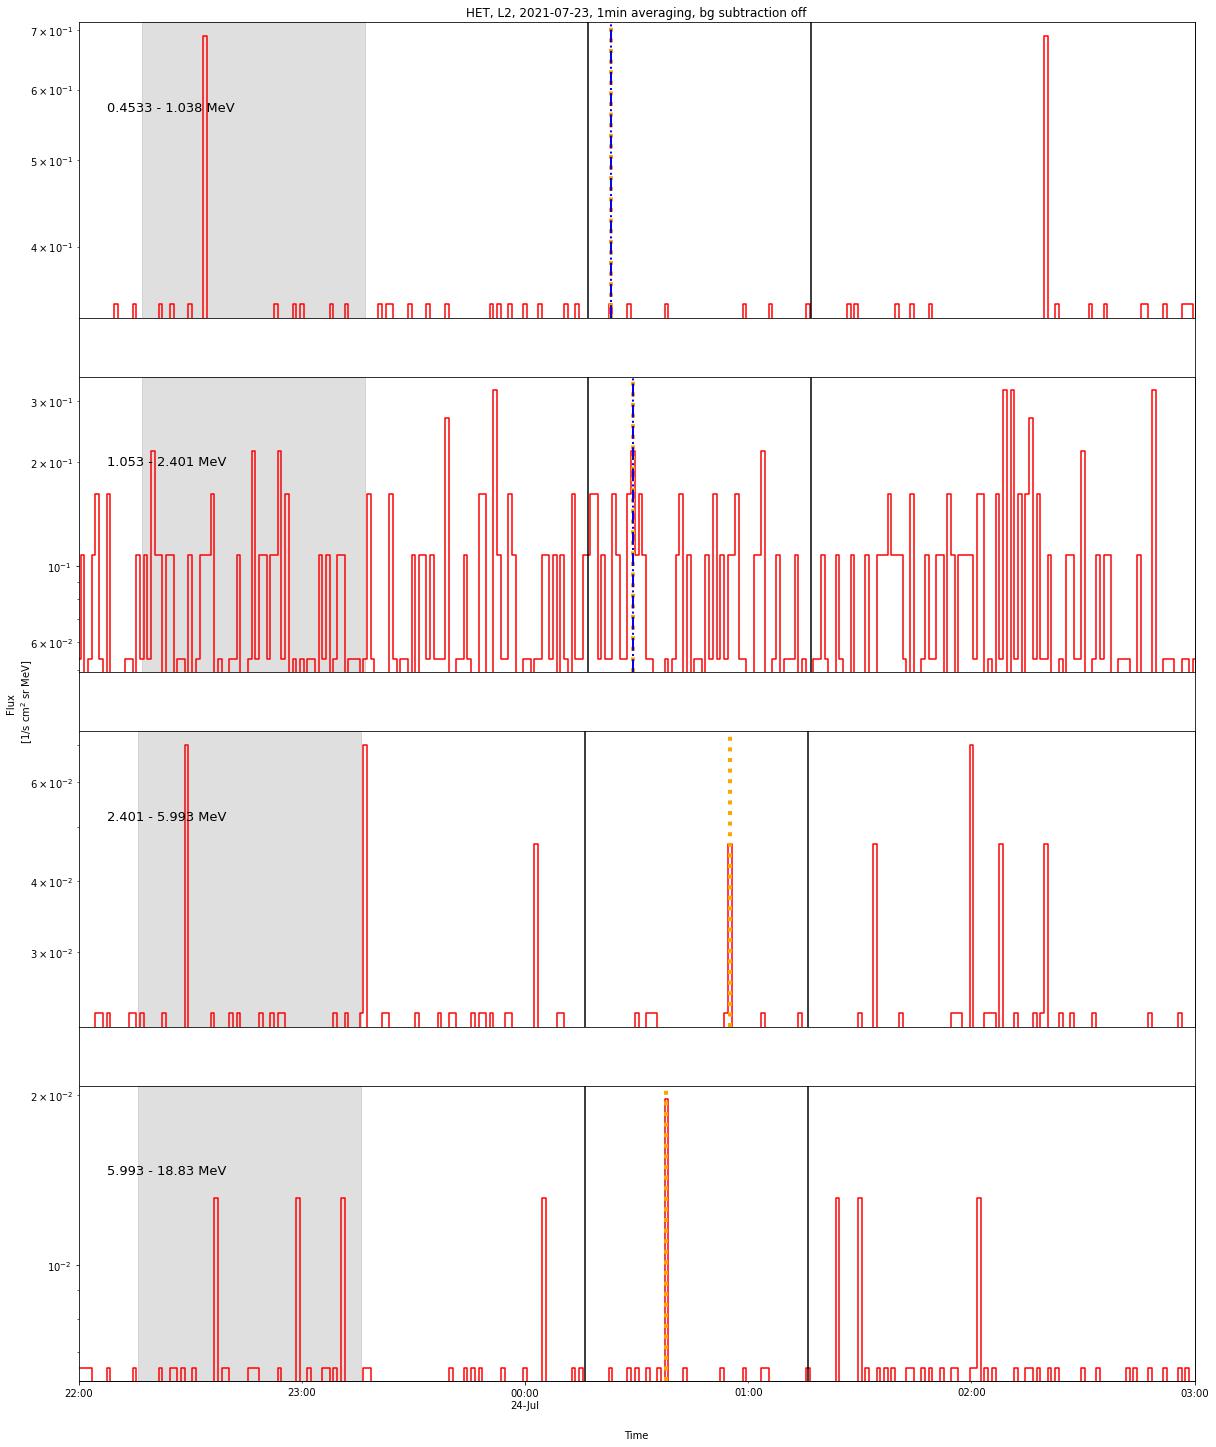 HET, L2, 2021-07-23, 1min averaging, bg subtraction off
7 × 10⁻¹
6 × 10⁻¹
0.4533 - 1.038 MeV
5 × 10⁻¹
4 × 10⁻¹
3 × 10⁻¹
1.053 - 2.401 MeV
2 × 10⁻¹
10⁻¹
6 × 10⁻²
Flux
[1/s cm² sr MeV]
6 × 10⁻²
2.401 - 5.993 MeV
4 × 10⁻²
3 × 10⁻²
2 × 10⁻²
5.993 - 18.83 MeV
10⁻²
22:00 23:00 00:00 01:00 02:00 03:00
24-Jul
Time